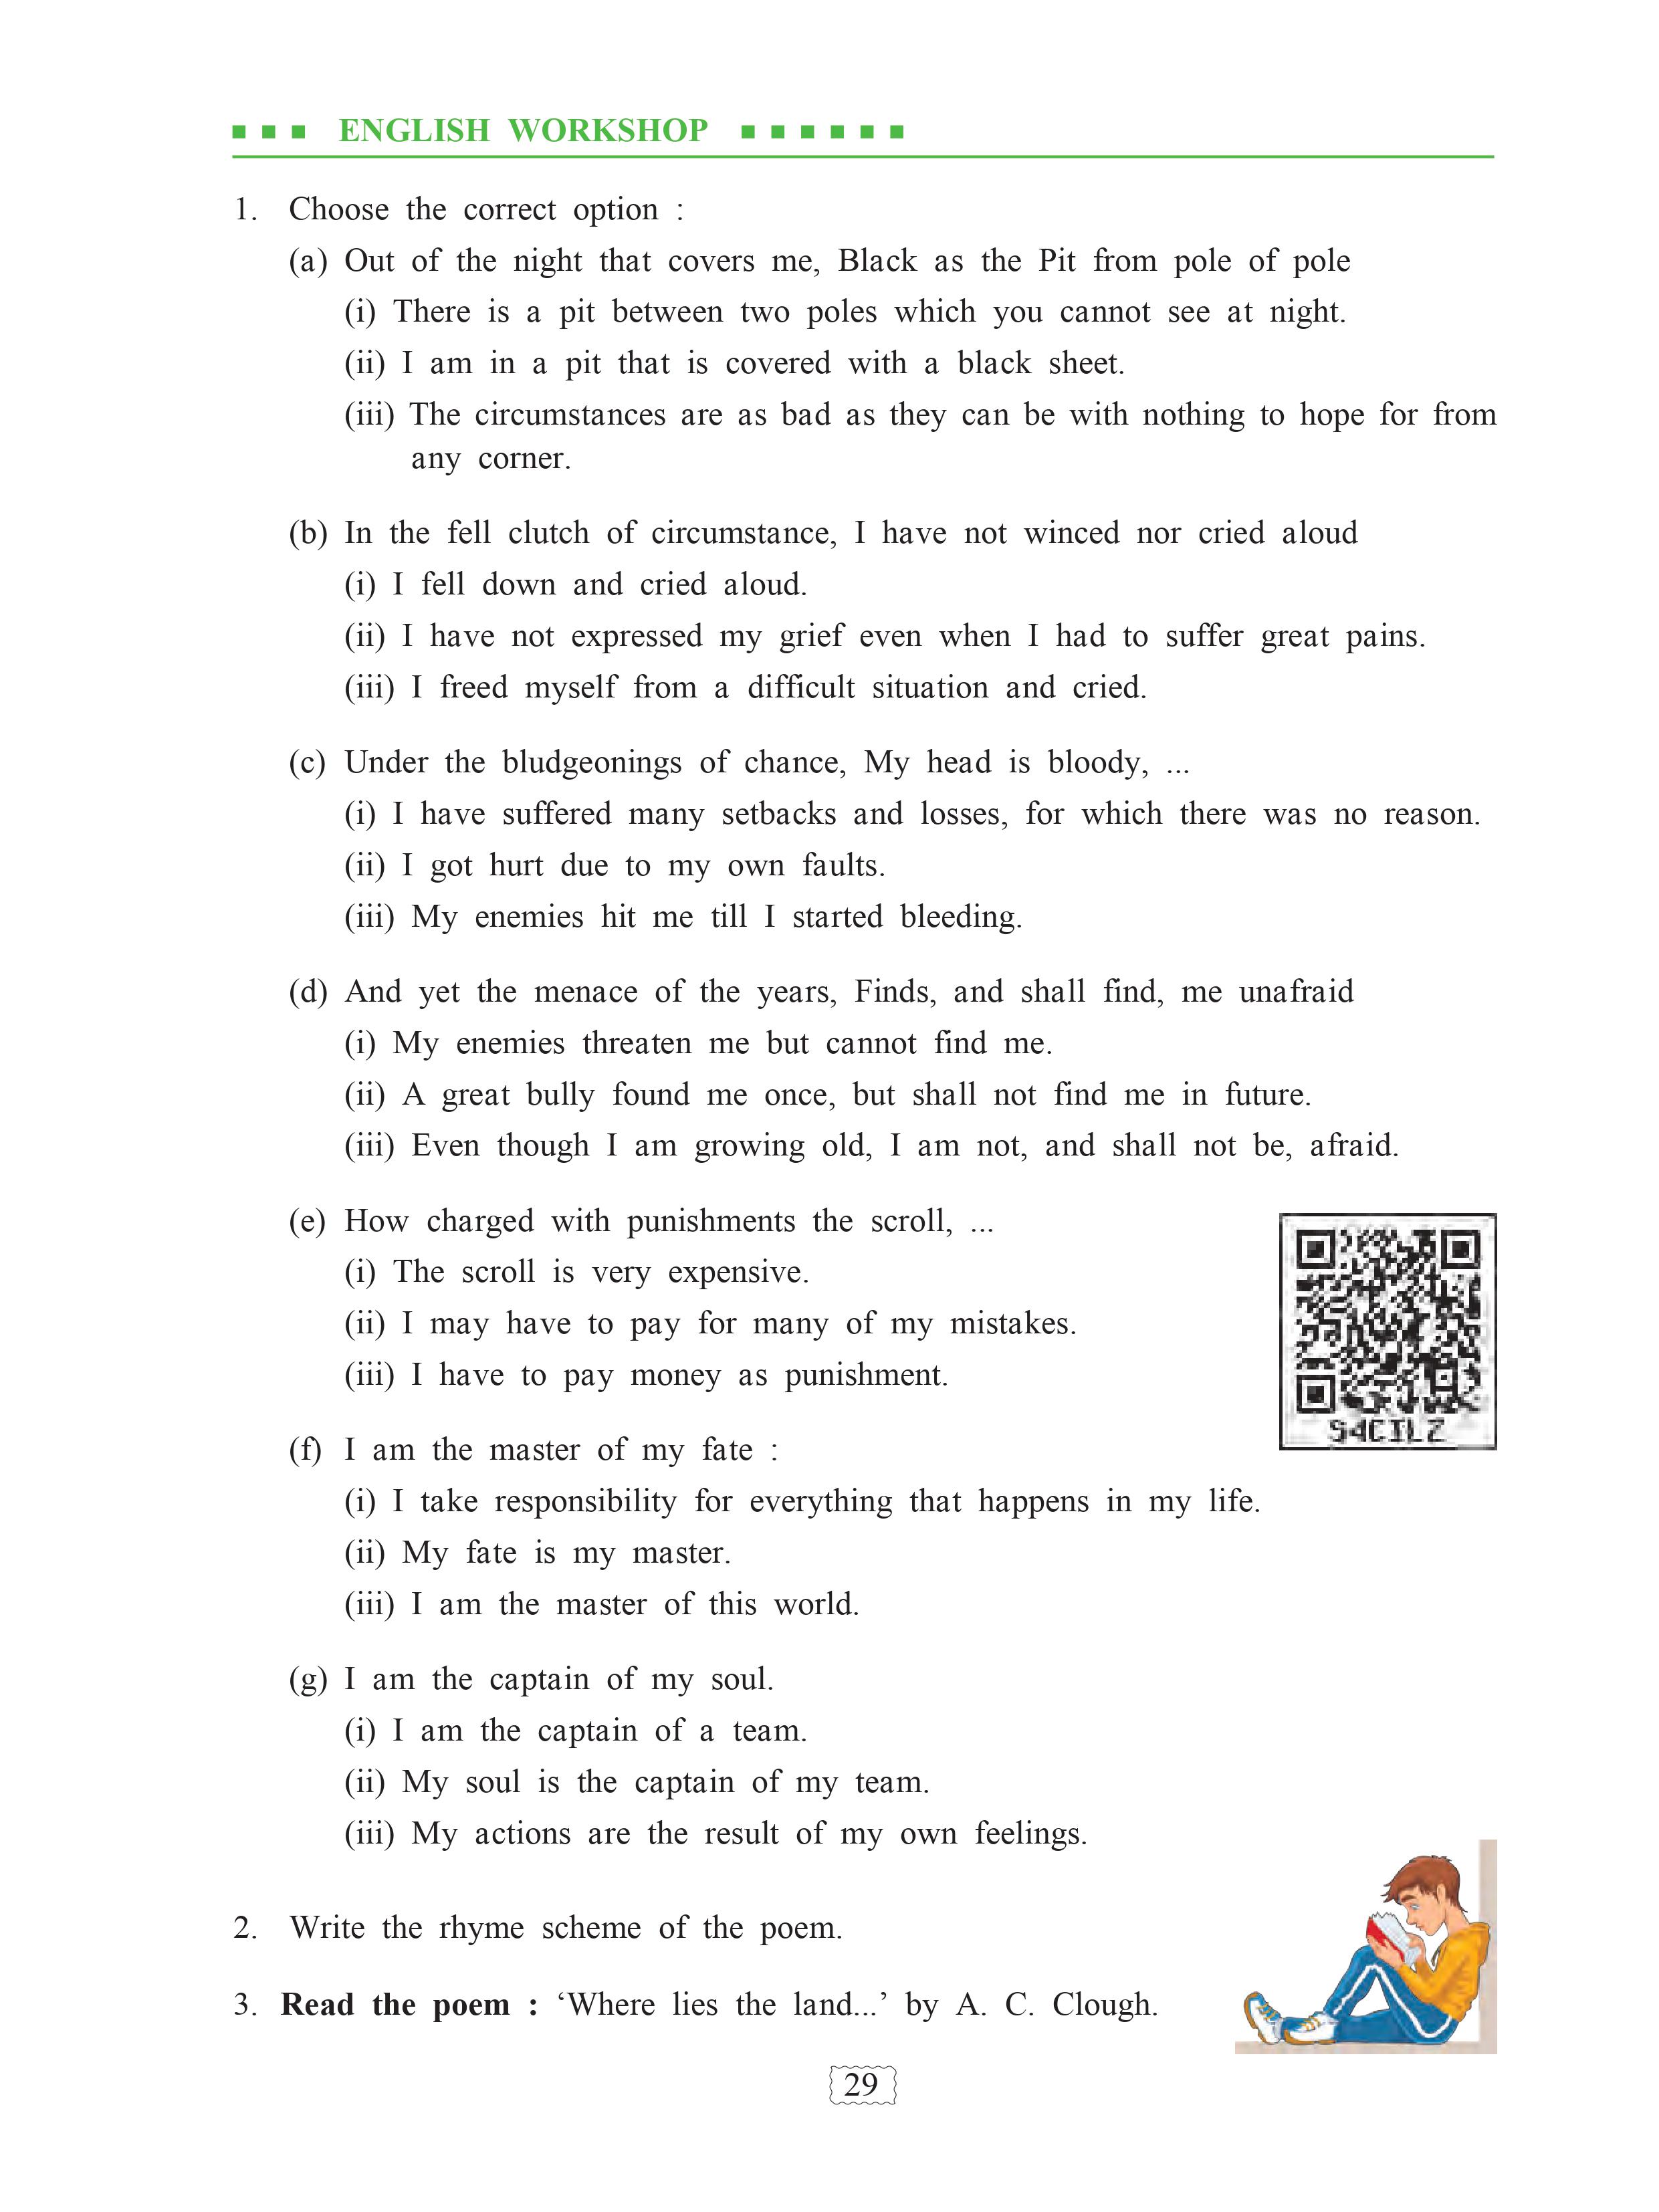 ENGLISH WORKSHOP
1. Choose the correct option :
(a) Out of the night that covers me, Black as the Pit from pole of pole
(i) There is a pit between two poles which you cannot see at night.
(ii) I am in a pit that is covered with a black sheet.
(iii) The circumstances are as bad as they can be with nothing to hope for from
any corner.
(b) In the fell clutch of circumstance, I have not winced nor cried aloud
(i) I fell down and cried aloud.
(ii) I have not expressed my grief even when I had to suffer great pains.
(iii) I freed myself from a difficult situation and cried.
(c) Under the bludgeonings of chance, My head is bloody, ...
(i) I have suffered many setbacks and losses, for which there was no reason.
(ii) I got hurt due to my own faults.
(iii) My enemies hit me till I started bleeding.
(d) And yet the menace of the years, Finds, and shall find, me unafraid
(i) My enemies threaten me but cannot find me.
(ii) A great bully found me once, but shall not find me in future.
(iii) Even though I am growing old, I am not, and shall not be, afraid.
(e) How charged with punishments the scroll, ...
(i) The scroll is very expensive.
(ii) I may have to pay for many of my mistakes.
(iii) I have to pay money as punishment.
S4CIL2
(f) I am the master of my fate :
(i) I take responsibility for everything that happens in my life.
(ii) My fate is my master.
(iii) I am the master of this world.
(g) I am the captain of my soul.
(i) I am the captain of a team.
(ii) My soul is the captain of my team.
(iii) My actions are the result of my own feelings.
2. Write the rhyme scheme of the poem.
3. Read the poem : ‘Where lies the land...’ by A. C. Clough.
29